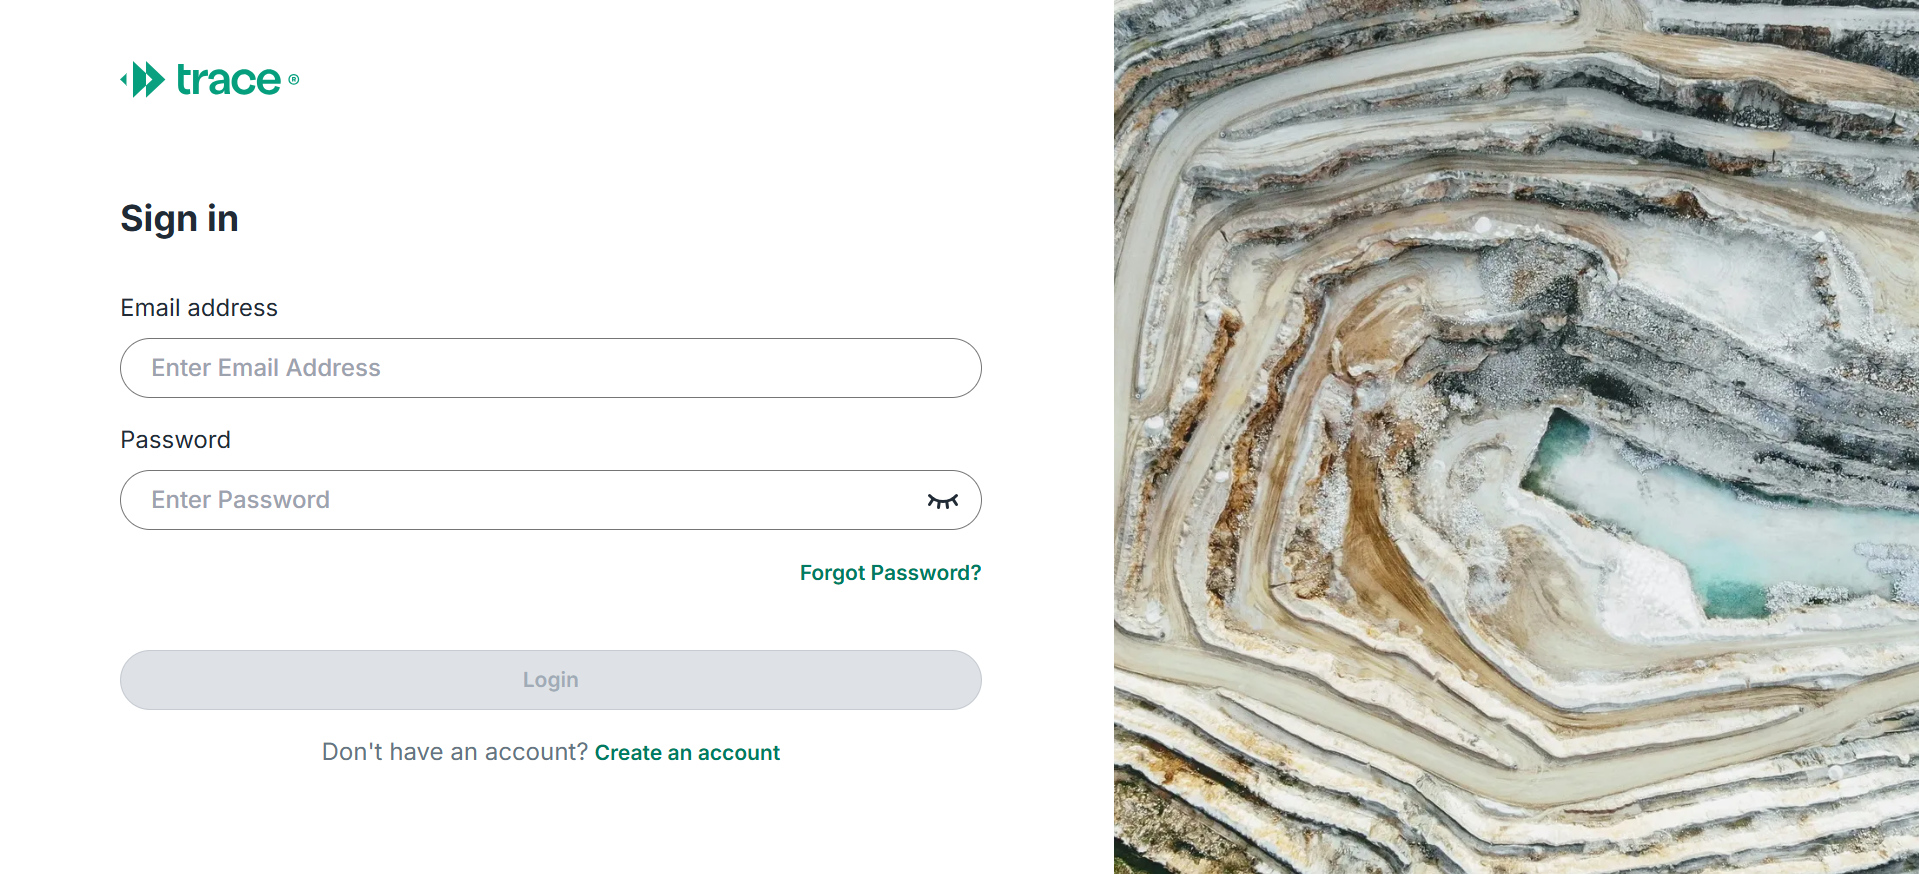 trace ®
Sign in
Email address
Enter Email Address
Password
Enter Password
Forgot Password?
Login
Don't have an account? Create an account